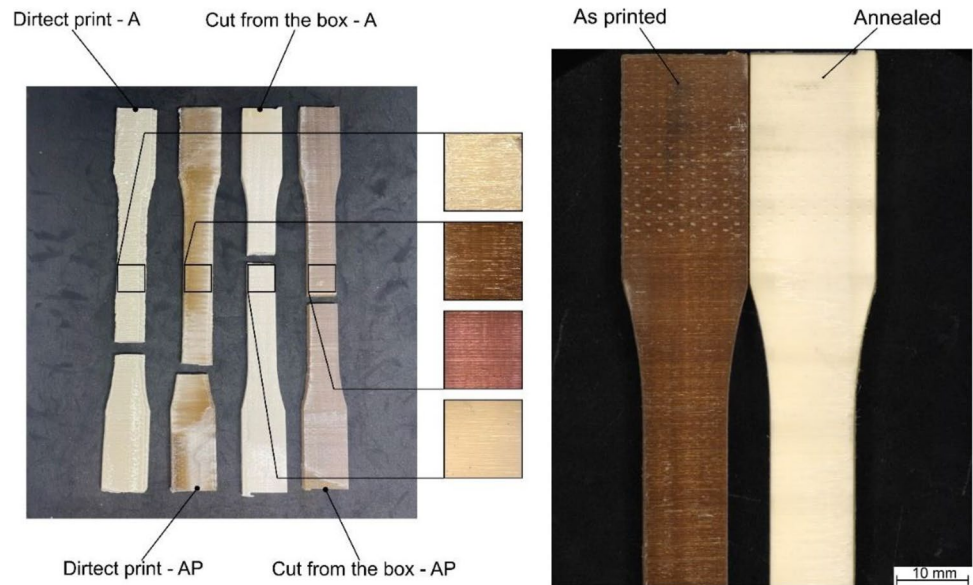 Dirtect print - A
Cut from the box - A
As printed
Annealed
Dirtect print - AP
Cut from the box - AP
10 mm